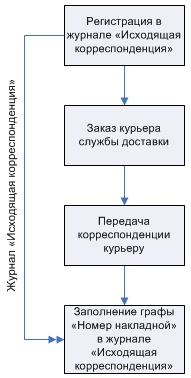 Регистрация в
журнале «Исходящая
корреспонденция»
Журнал «Исходящая корреспонденция»
Заказ курьера
службы доставки
Передача
корреспонденции
курьеру
Заполнение графы
«Номер накладной»
в журнале
«Исходящая
корреспонденция»